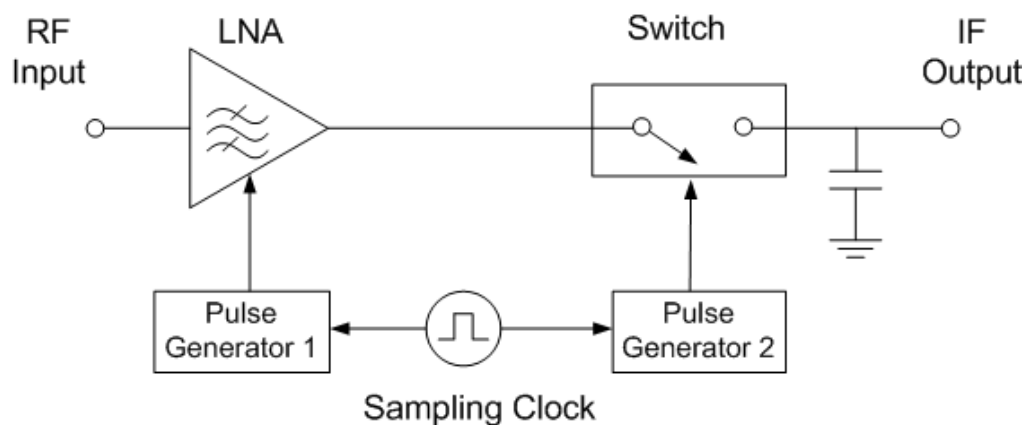 RF
Input
LNA
Switch
IF
Output
Pulse
Generator 1
Pulse
Generator 2
Sampling Clock